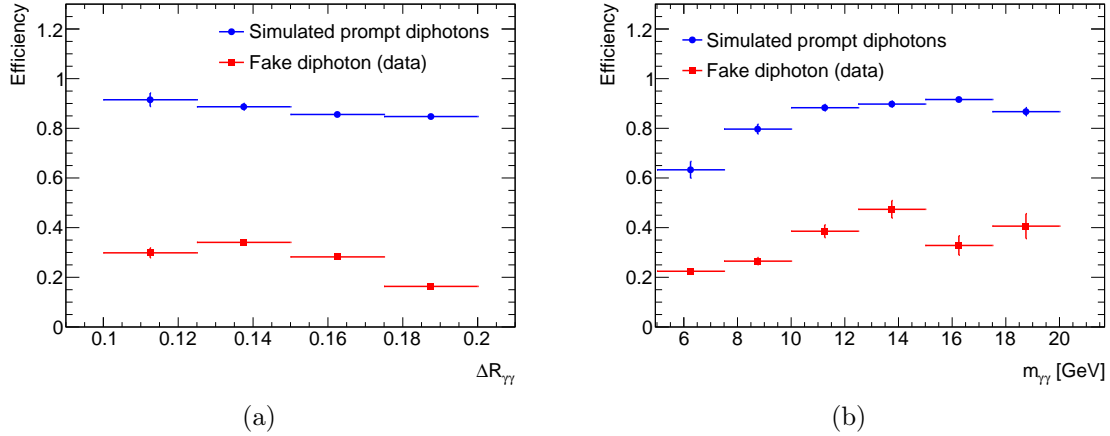 Efficiency
1.2
1
0.8
0.6
0.4
0.2
0
Simulated prompt diphotons
Fake diphoton (data)
0.1 0.12 0.14 0.16 0.18 0.2
ΔRγγ
(a)
Efficiency
1.2
1
0.8
0.6
0.4
0.2
0
Simulated prompt diphotons
Fake diphoton (data)
6 8 10 12 14 16 18 20
mγγ [GeV]
(b)